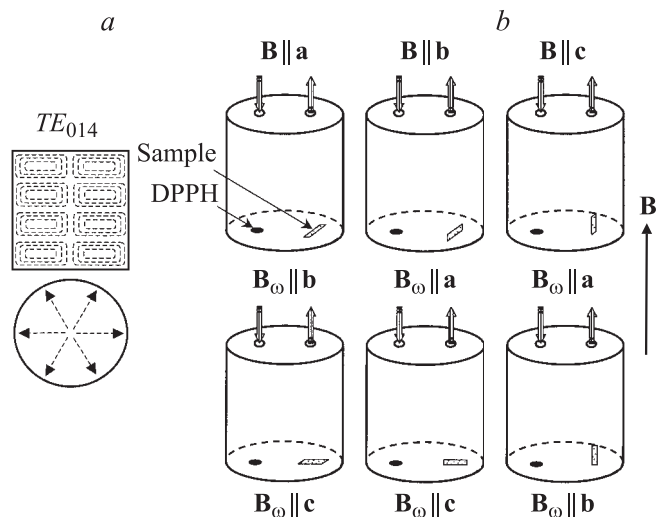 a
b
B || a
B || b
B || c
TE014
Sample
DPPH
B
Bω || b
Bω || a
Bω || a
Bω || c
Bω || c
Bω || b